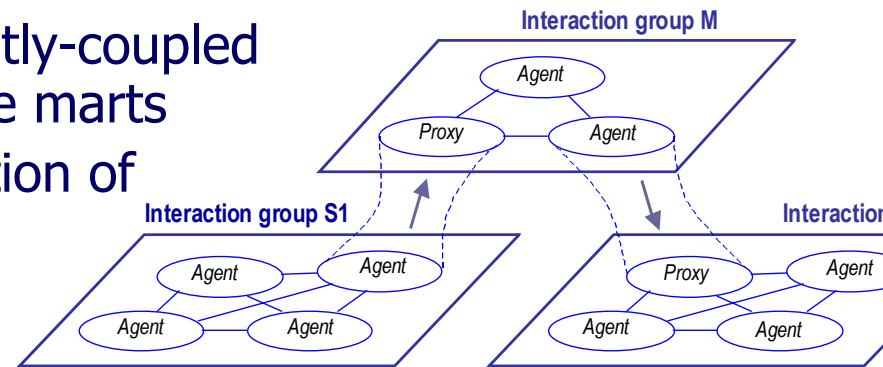 tly-coupled
e marts
tion of
Interaction group M
Agent
Proxy
Agent
Interaction group S1
Agent
Agent
Agent
Agent
Interaction
Proxy
Agent
Agent
Agent